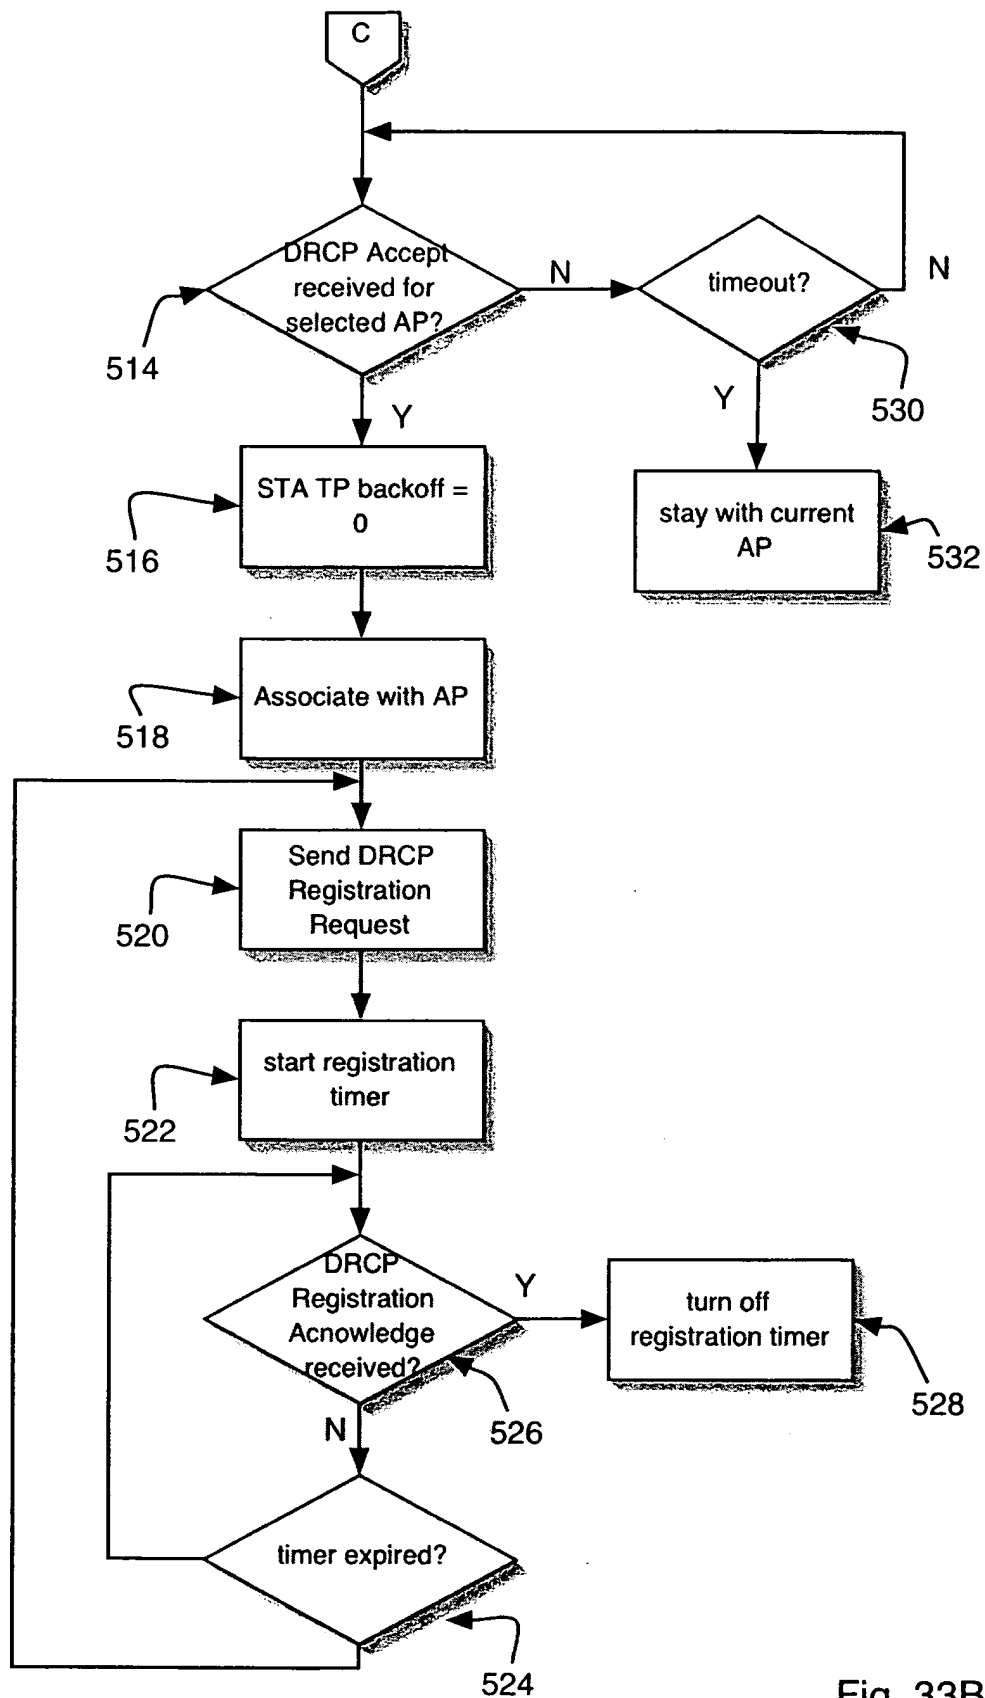 C
DRCP Accept
received for
selected AP?
N
timeout?
N
514
530
Y
Y
STA TP backoff =
0
516
stay with current
AP
532
Associate with AP
518
Send DRCP
Registration
Request
520
start registration
timer
522
DRCP
Registration
Acnowledge
received?
Y
turn off
registration timer
528
526
N
timer expired?
524
Fig. 33B